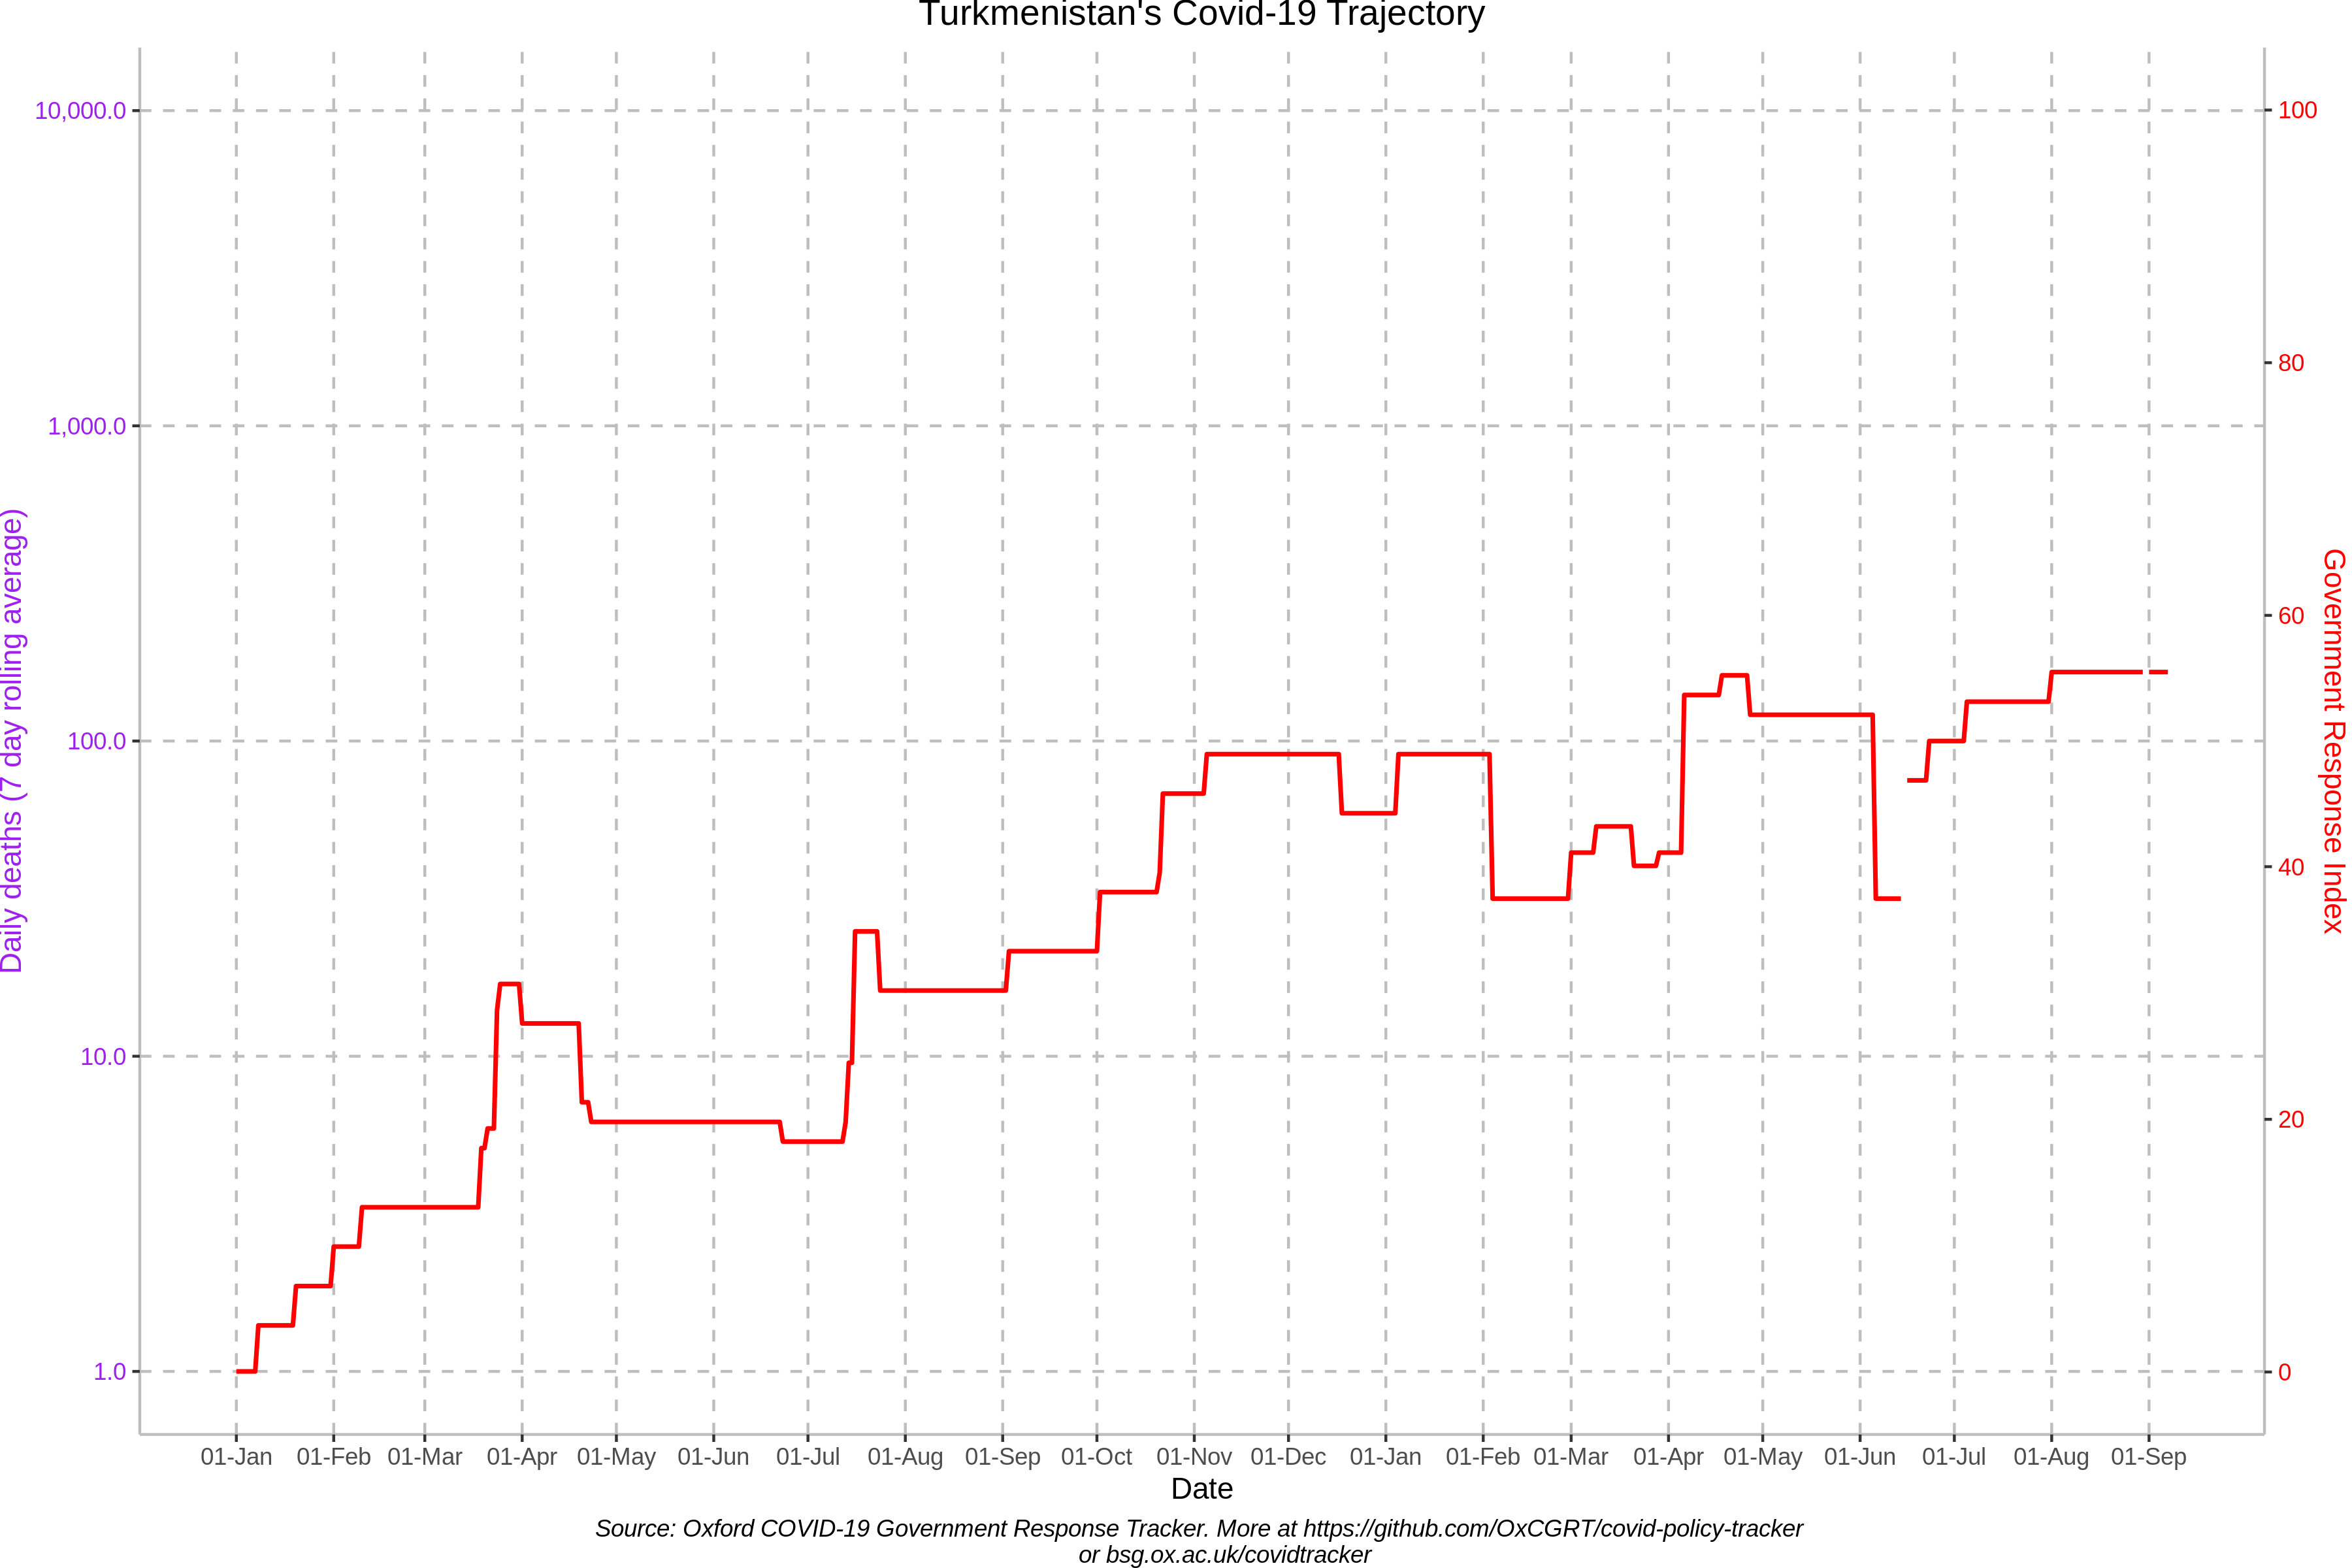 Turkmenistan's Covid-19 Trajectory
10,000.0
1,000.0
100.0
10.0
1.0
Daily deaths (7 day rolling average)
100
80
60
40
20
0
Government Response Index
01-Jan 01-Feb 01-Mar 01-Apr 01-May 01-Jun 01-Jul 01-Aug 01-Sep 01-Oct 01-Nov 01-Dec 01-Jan 01-Feb 01-Mar 01-Apr 01-May 01-Jun 01-Jul 01-Aug 01-Sep
Date
Source: Oxford COVID-19 Government Response Tracker. More at https://github.com/OxCGRT/covid-policy-tracker
or bsg.ox.ac.uk/covidtracker